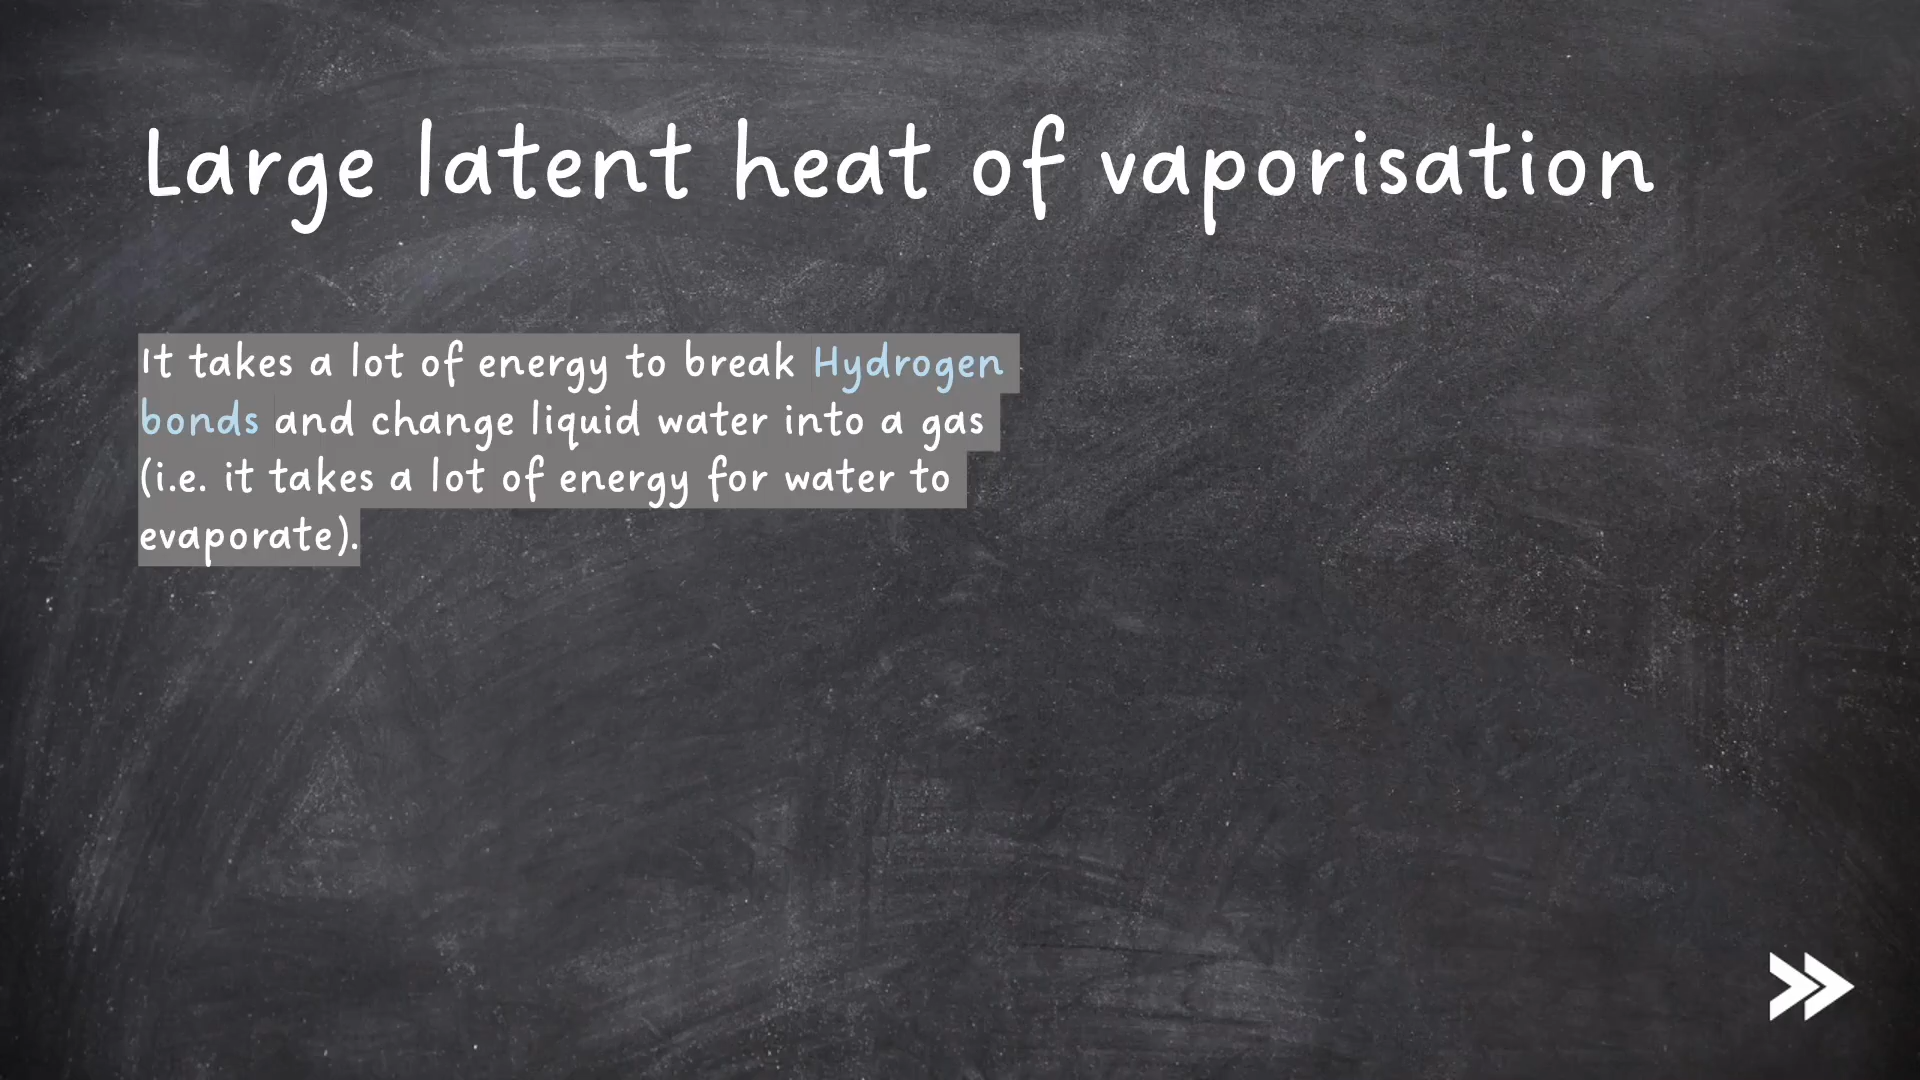 Large latent heat of vaporisation
It takes a lot of energy to break Hydrogen
bonds and change liquid water into a gas
(i.e. it takes a lot of energy for water to
evaporate).